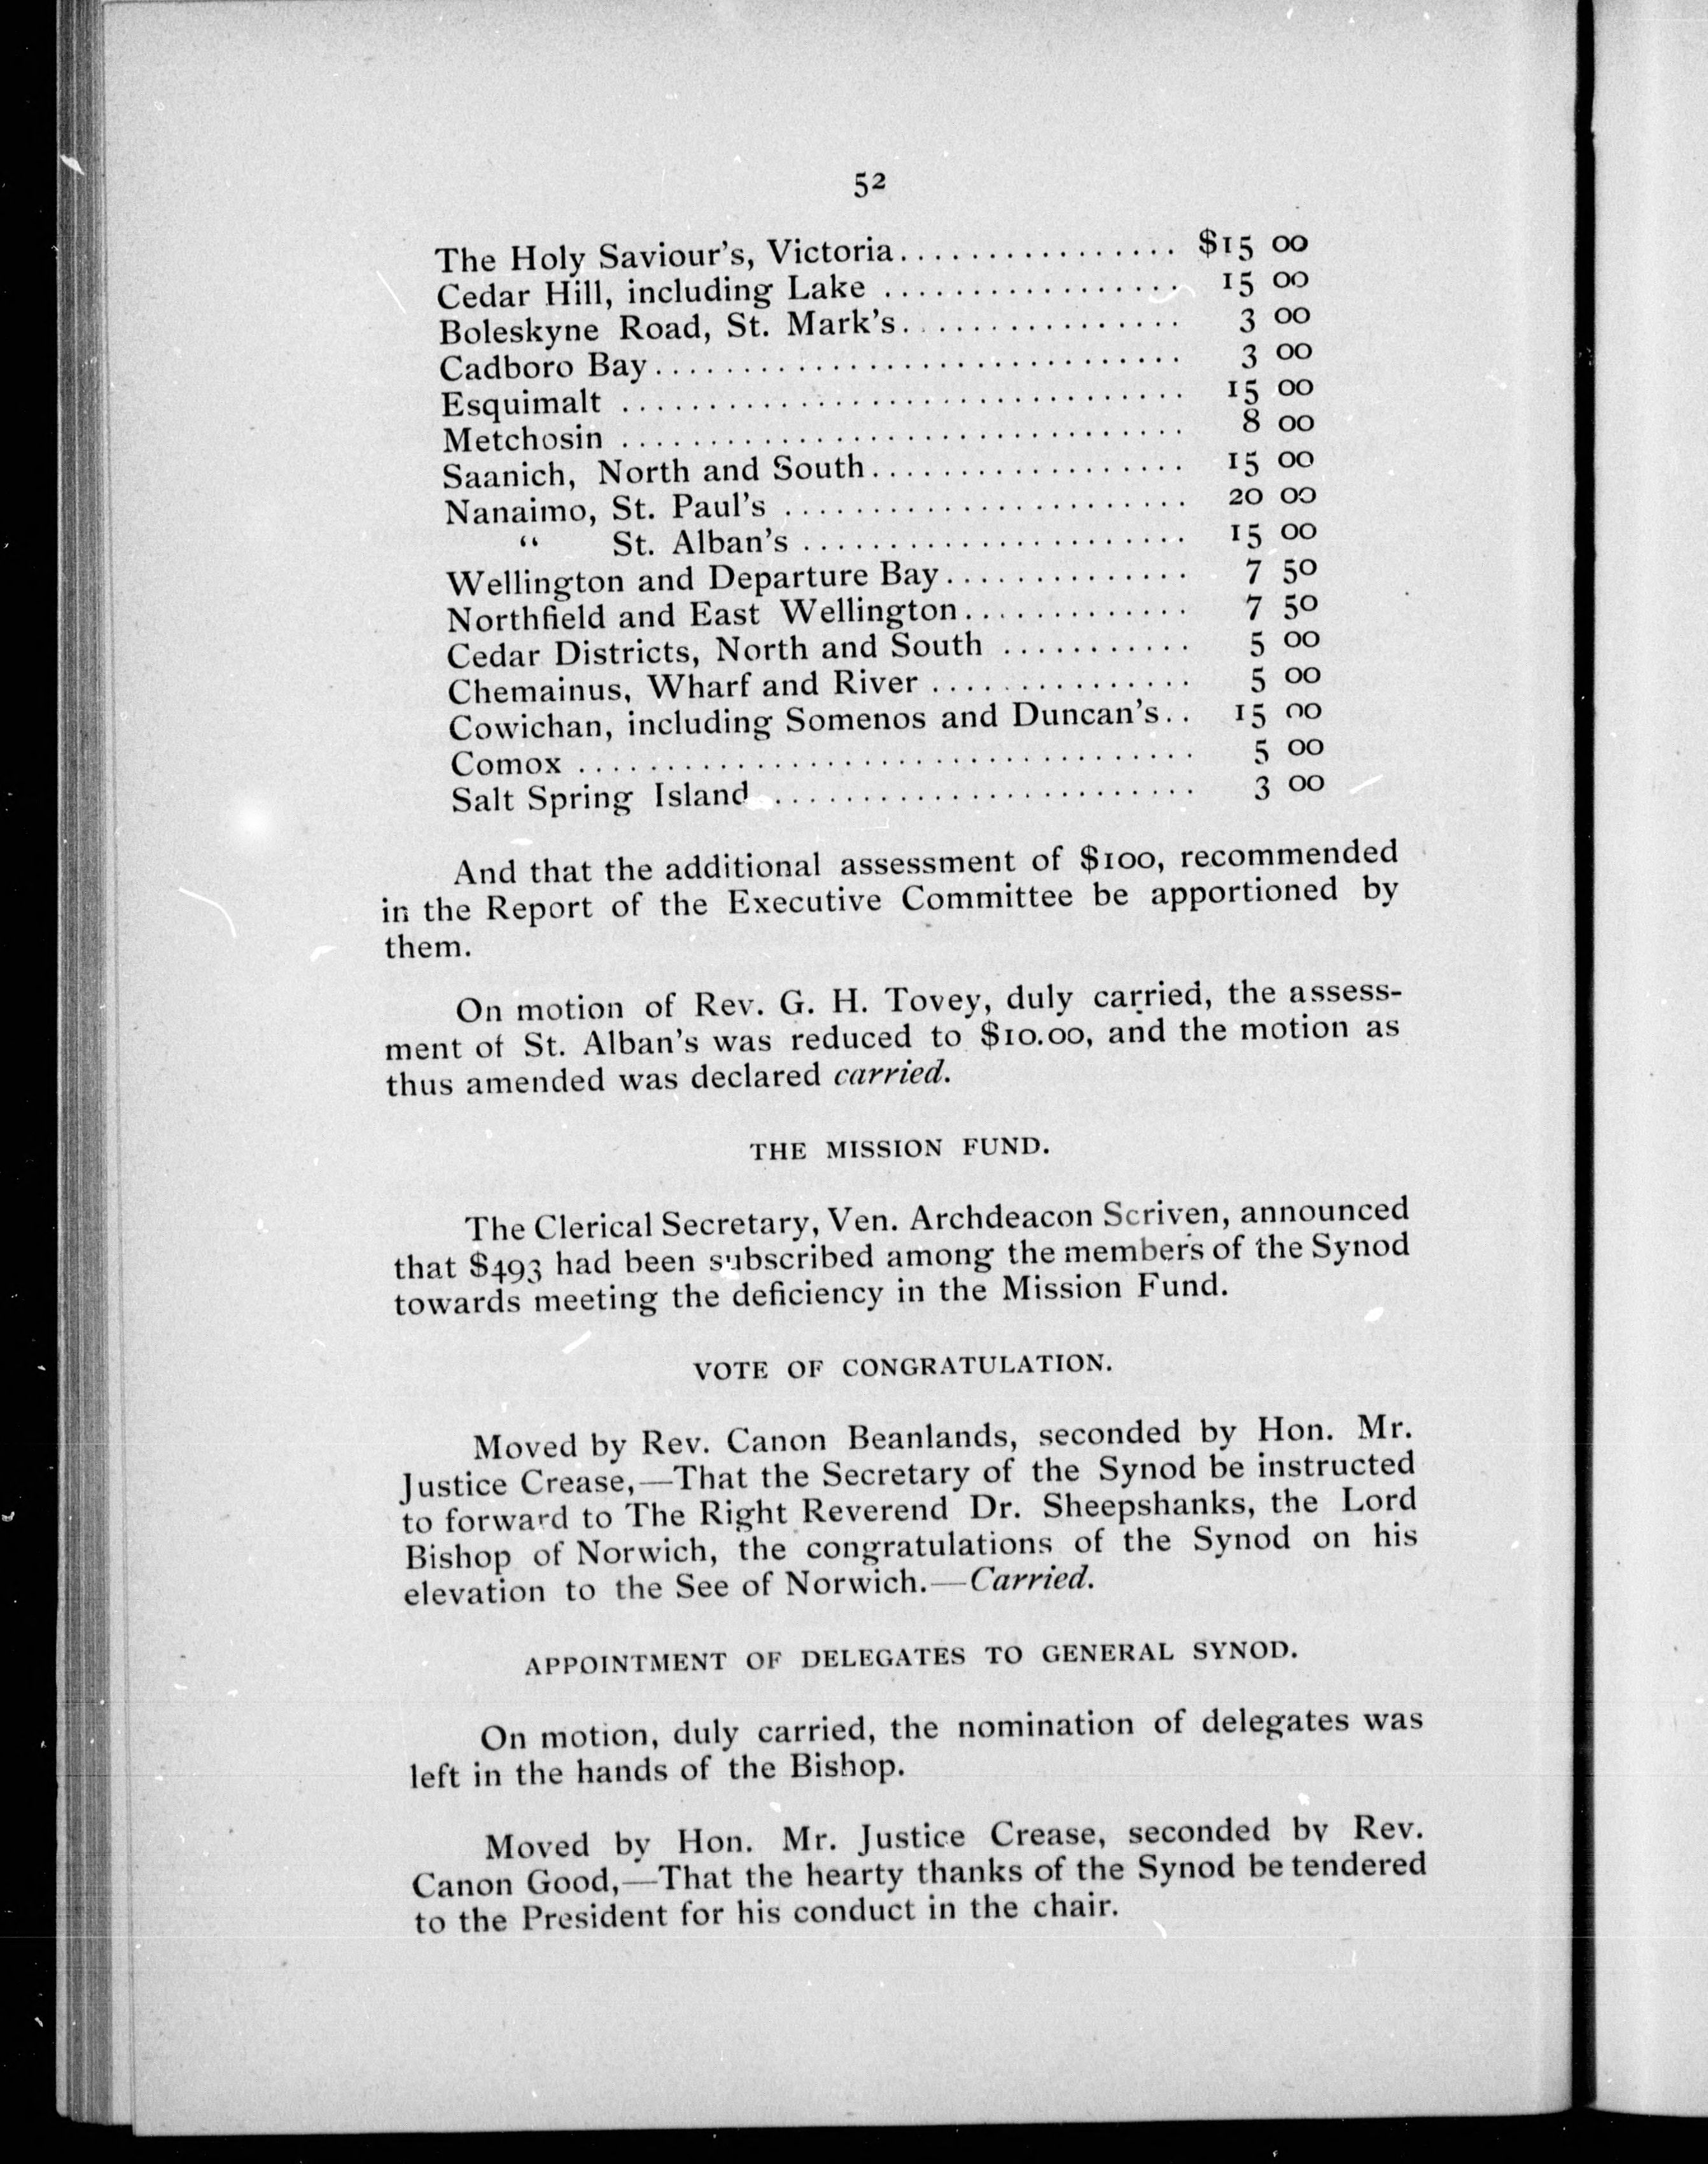 52
The Holy Saviour's, Victoria................ $15 00
Cedar Hill, including Lake ................. 15 00
Boleskyne Road, St. Mark's................ 3 00
Cadboro Bay............................... 3 00
Esquimalt ................................. 15 00
Metchosin ................................. 8 00
Saanich, North and South.................. 15 00
Nanaimo, St. Paul's ....................... 20 00
“ St. Alban's ...................... 15 00
Wellington and Departure Bay.............. 7 50
Northfield and East Wellington............. 7 50
Cedar Districts, North and South ........... 5 00
Chemainus, Wharf and River ............... 5 00
Cowichan, including Somenos and Duncan's.. 15 00
Comox ................................... 5 00
Salt Spring Island ........................ 3 00
And that the additional assessment of $100, recommended
in the Report of the Executive Committee be apportioned by
them.
On motion of Rev. G. H. Tovey, duly carried, the assess-
ment of St. Alban's was reduced to $10.00, and the motion as
thus amended was declared carried.
THE MISSION FUND.
The Clerical Secretary, Ven. Archdeacon Scriven, announced
that $493 had been subscribed among the members of the Synod
towards meeting the deficiency in the Mission Fund.
VOTE OF CONGRATULATION.
Moved by Rev. Canon Beanlands, seconded by Hon. Mr.
Justice Crease,—That the Secretary of the Synod be instructed
to forward to The Right Reverend Dr. Sheepshanks, the Lord
Bishop of Norwich, the congratulations of the Synod on his
elevation to the See of Norwich.—Carried.
APPOINTMENT OF DELEGATES TO GENERAL SYNOD.
On motion, duly carried, the nomination of delegates was
left in the hands of the Bishop.
Moved by Hon. Mr. Justice Crease, seconded by Rev.
Canon Good,—That the hearty thanks of the Synod be tendered
to the President for his conduct in the chair.